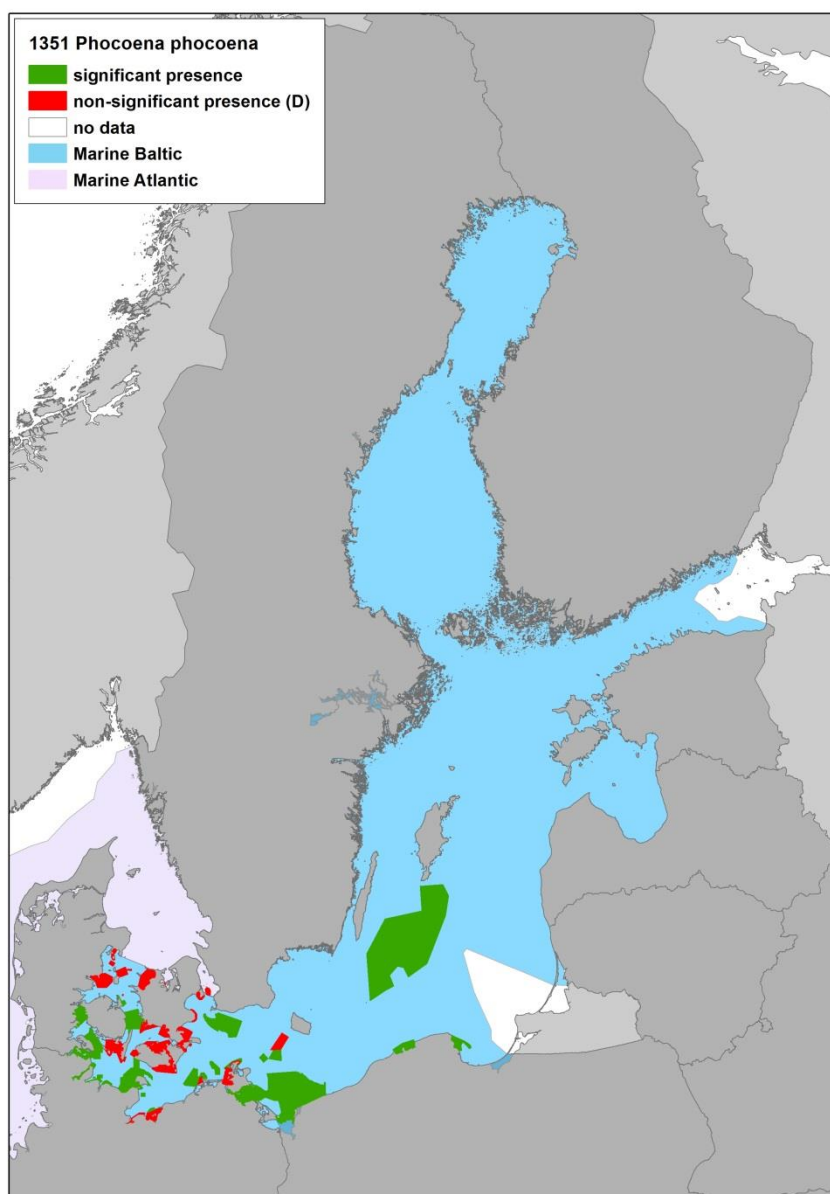 1351 Phocoena phocoena
significant presence
non-significant presence (D)
no data
Marine Baltic
Marine Atlantic